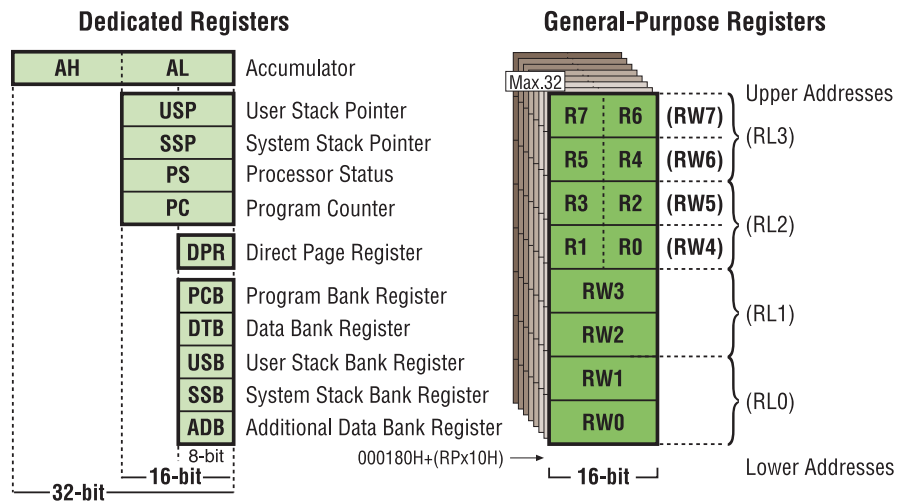 Dedicated Registers
AH AL Accumulator
USP User Stack Pointer
SSP System Stack Pointer
PS Processor Status
PC Program Counter
DPR Direct Page Register
PCB Program Bank Register
DTB Data Bank Register
USB User Stack Bank Register
SSB System Stack Bank Register
ADB Additional Data Bank Register
8-bit
16-bit
32-bit
General-Purpose Registers
Max.32
Upper Addresses
R7 R6 (RW7)
(RL3)
R5 R4 (RW6)
R3 R2 (RW5)
(RL2)
R1 R0 (RW4)
RW3
(RL1)
RW2
RW1
(RL0)
RW0
000180H+(RPx10H)
16-bit
Lower Addresses